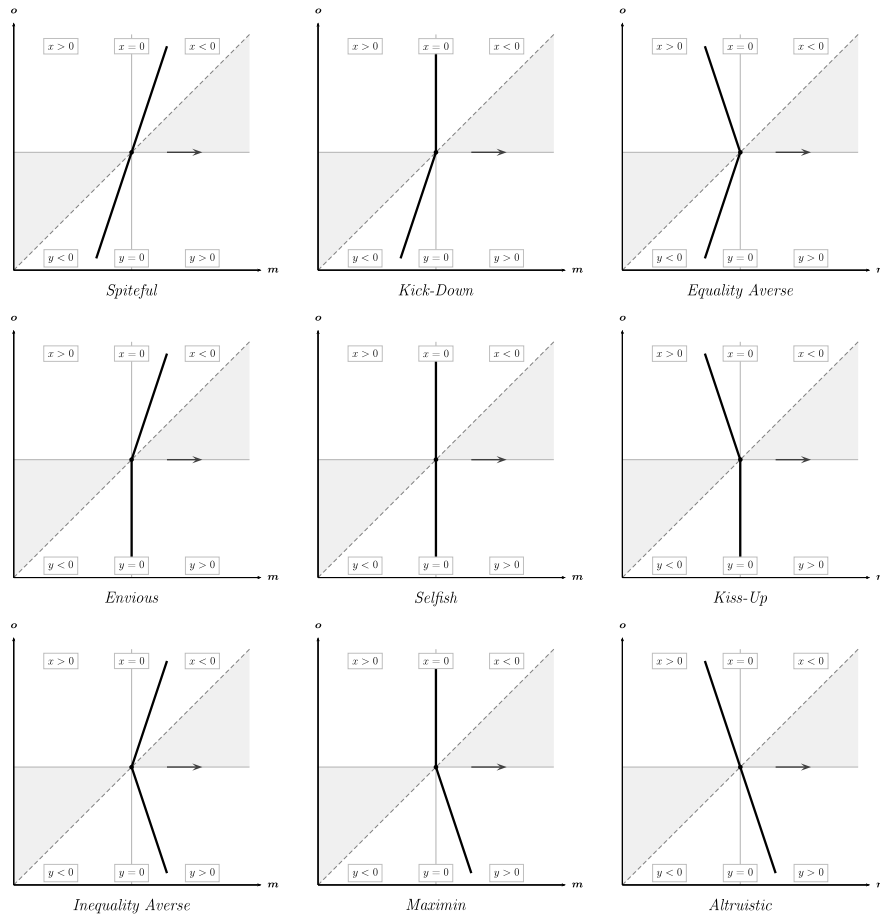 o o o
x > 0 x = 0 x < 0 x > 0 x = 0 x < 0 x > 0 x = 0 x < 0
y < 0 y = 0 y > 0 y < 0 y = 0 y > 0 y < 0 y = 0 y > 0
m m
Spiteful Kick-Down Equality Averse
o o o
x > 0 x = 0 x < 0 x > 0 x = 0 x < 0 x > 0 x = 0 x < 0
y < 0 y = 0 y > 0 y < 0 y = 0 y > 0 y < 0 y = 0 y > 0
m m
Envious Selfish Kiss-Up
o o o
x > 0 x = 0 x < 0 x > 0 x = 0 x < 0 x > 0 x = 0 x < 0
y < 0 y = 0 y > 0 y < 0 y = 0 y > 0 y < 0 y = 0 y > 0
m m
Inequality Averse Maximin Altruistic